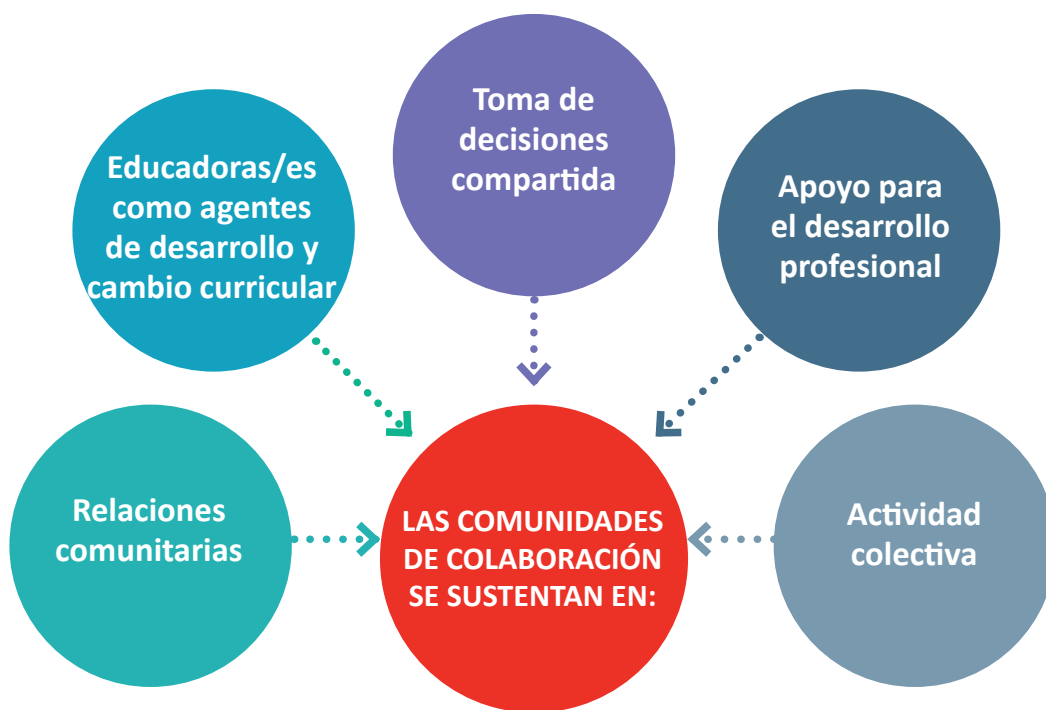 Toma de
decisiones
compartida
Educadoras/es
como agentes
de desarrollo y
cambio curricular
Apoyo para
el desarrollo
profesional
Relaciones
comunitarias
LAS COMUNIDADES
DE COLABORACIÓN
SE SUSTENTAN EN:
Actividad
colectiva